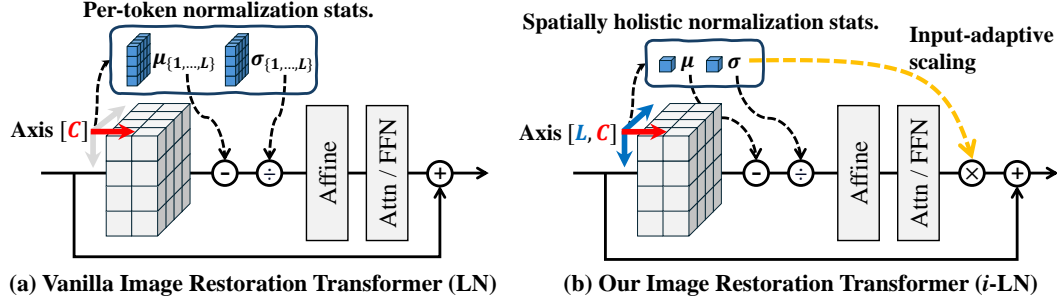 Per-token normalization stats.
μ{1,...,L} σ{1,...,L}
Axis [C]
-
÷
Affine
Attn / FFN
+
(a) Vanilla Image Restoration Transformer (LN)
Spatially holistic normalization stats.
μ σ
Input-adaptive
scaling
Axis [L, C]
-
÷
Affine
Attn / FFN
×
+
(b) Our Image Restoration Transformer (i-LN)